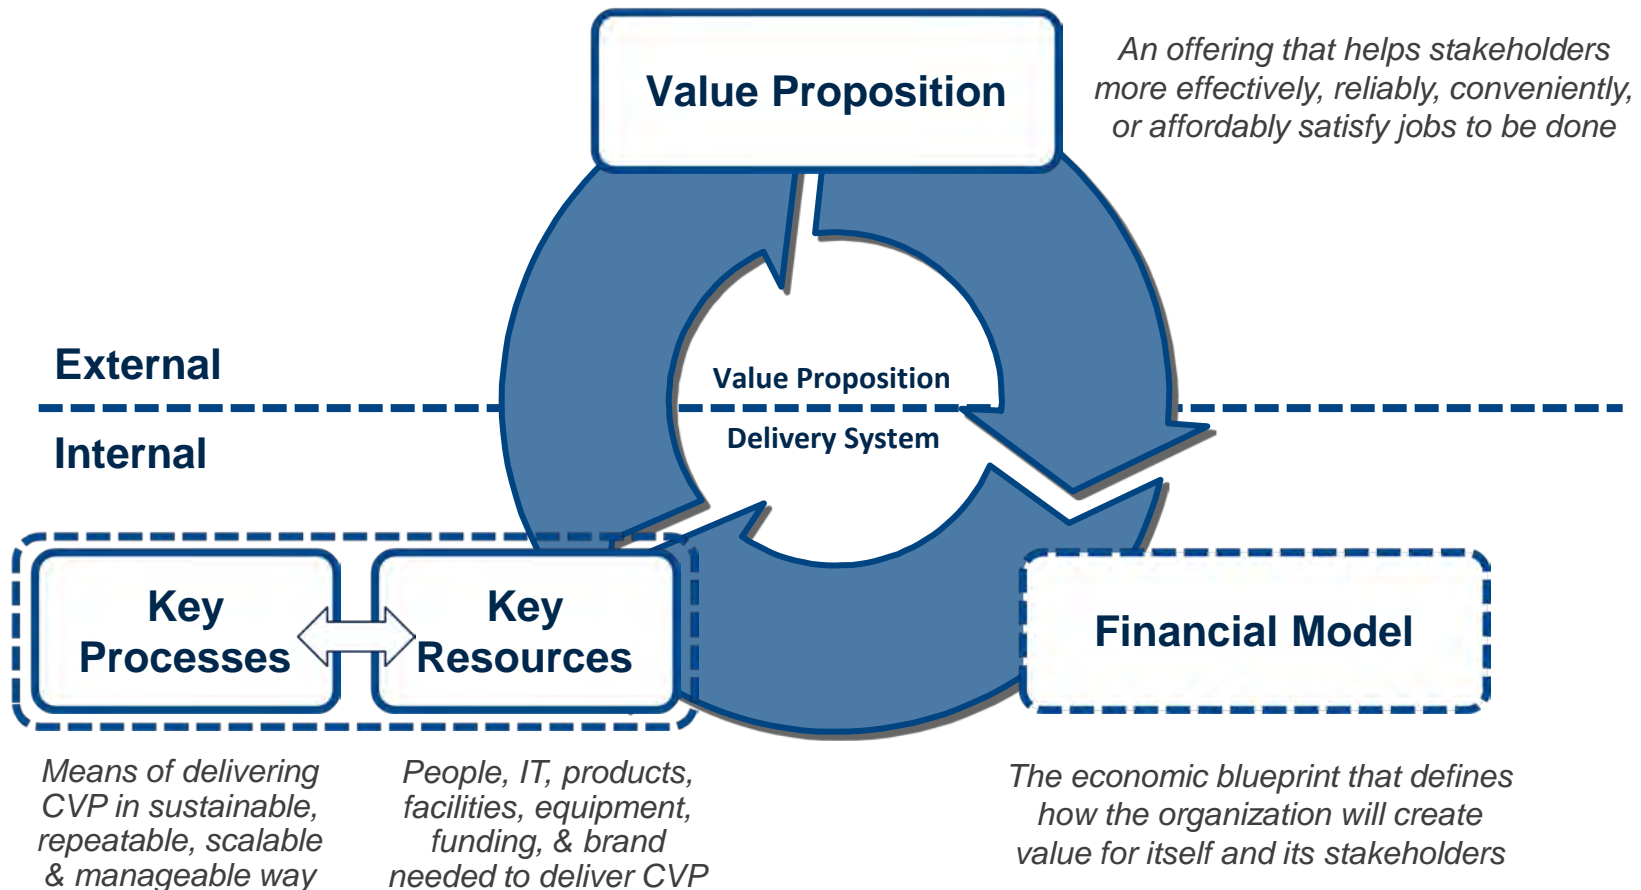 Value Proposition
An offering that helps stakeholders
more effectively, reliably, conveniently,
or affordably satisfy jobs to be done
External
Internal
Value Proposition
Delivery System
Key
Processes
Key
Resources
Financial Model
Means of delivering
CVP in sustainable,
repeatable, scalable
& manageable way
People, IT, products,
facilities, equipment,
funding, & brand
needed to deliver CVP
The economic blueprint that defines
how the organization will create
value for itself and its stakeholders